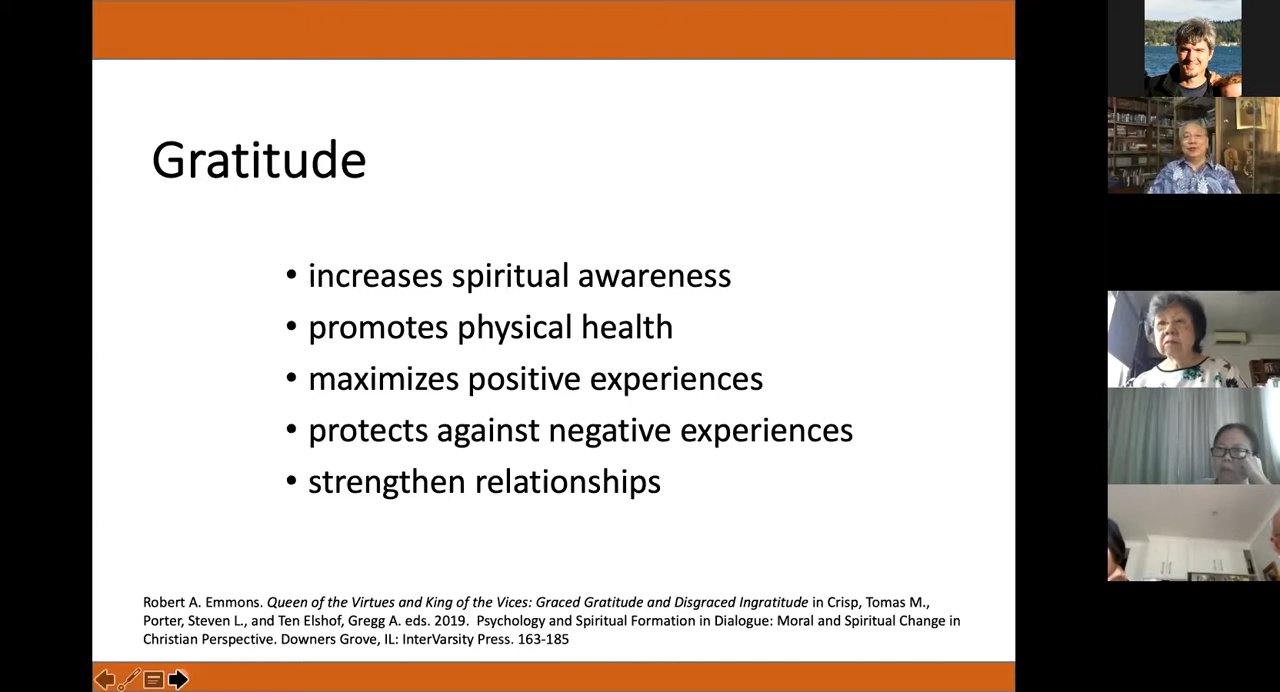 Gratitude
• increases spiritual awareness
• promotes physical health
• maximizes positive experiences
• protects against negative experiences
• strengthen relationships
Robert A. Emmons. Queen of the Virtues and King of the Vices: Graced Gratitude and Disgraced Ingratitude in Crisp, Tomas M.,
Porter, Steven L., and Ten Elshof, Gregg A. eds. 2019. Psychology and Spiritual Formation in Dialogue: Moral and Spiritual Change in
Christian Perspective. Downers Grove, IL: InterVarsity Press. 163-185